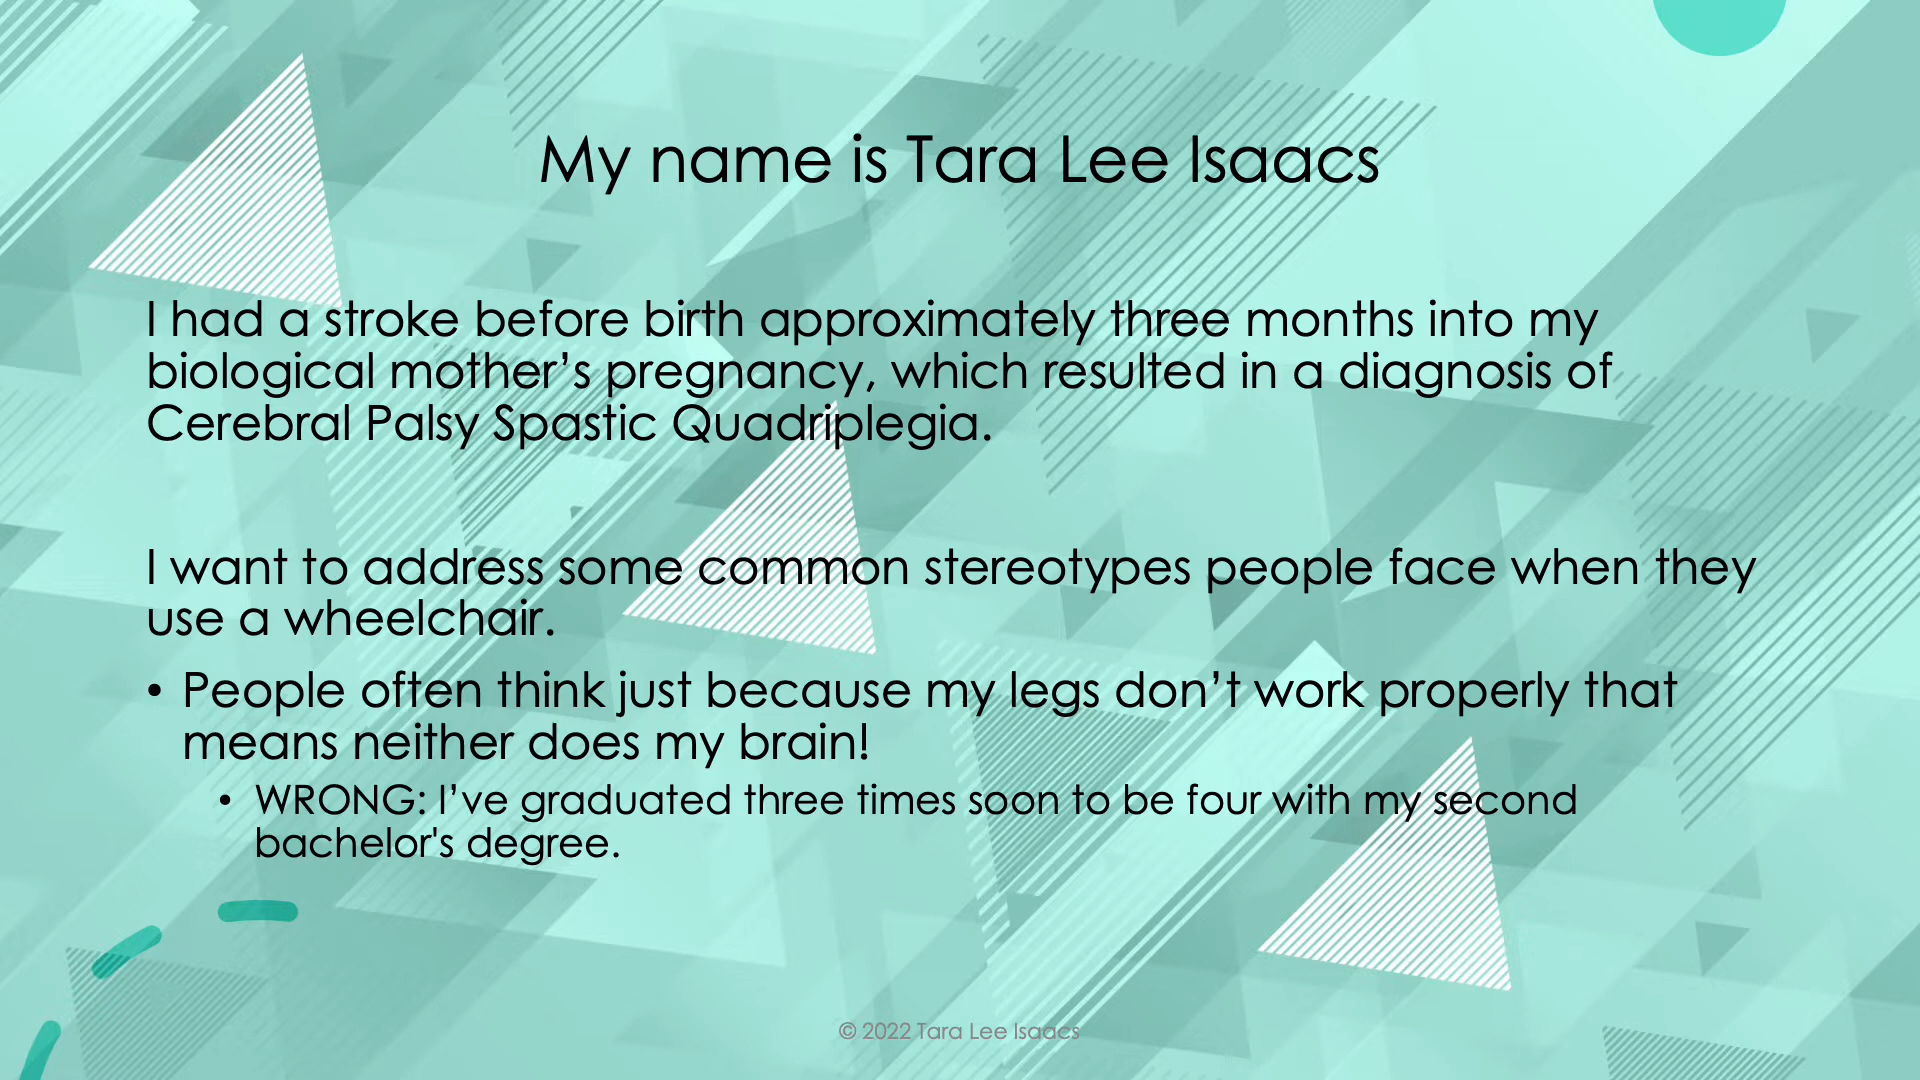 My name is Tara Lee Isaacs
I had a stroke before birth approximately three months into my
biological mother’s pregnancy, which resulted in a diagnosis of
Cerebral Palsy Spastic Quadriplegia.
I want to address some common stereotypes people face when they
use a wheelchair.
• People often think just because my legs don’t work properly that
means neither does my brain!
• WRONG: I’ve graduated three times soon to be four with my second
bachelor's degree.
© 2022 Tara Lee Isaacs